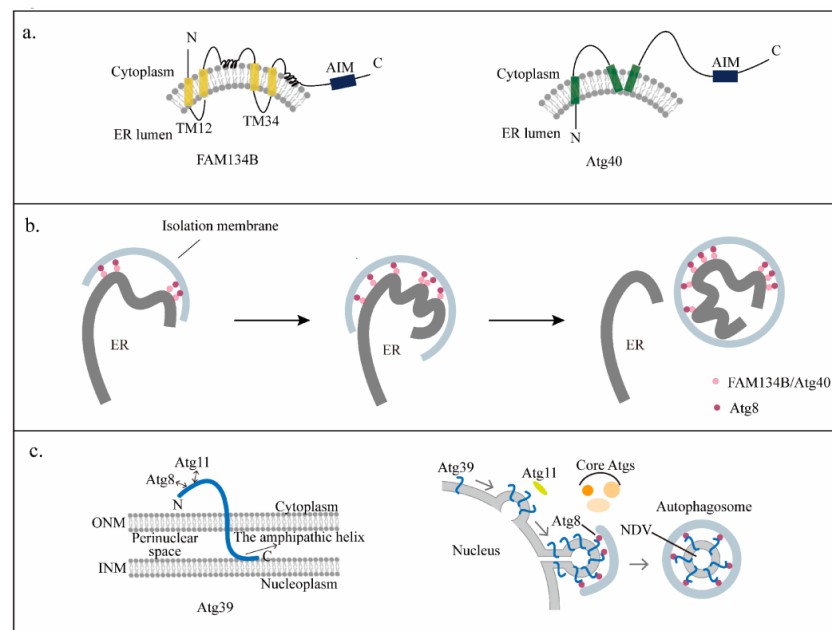 a.
N
Cytoplasm
AIM
C
TM12
TM34
ER lumen
FAM134B
Cytoplasm
AIM
C
ER lumen
N
Atg40
b.
Isolation membrane
ER
ER
ER
FAM134B/Atg40
Atg8
c.
Atg11
Atg8
N
Cytoplasm
ONM
Perinuclear
space
The amphipathic helix
C
INM
Nucleoplasm
Atg39
Atg39
Atg11
Core Atgs
Atg8
Nucleus
Autophagosome
NDV